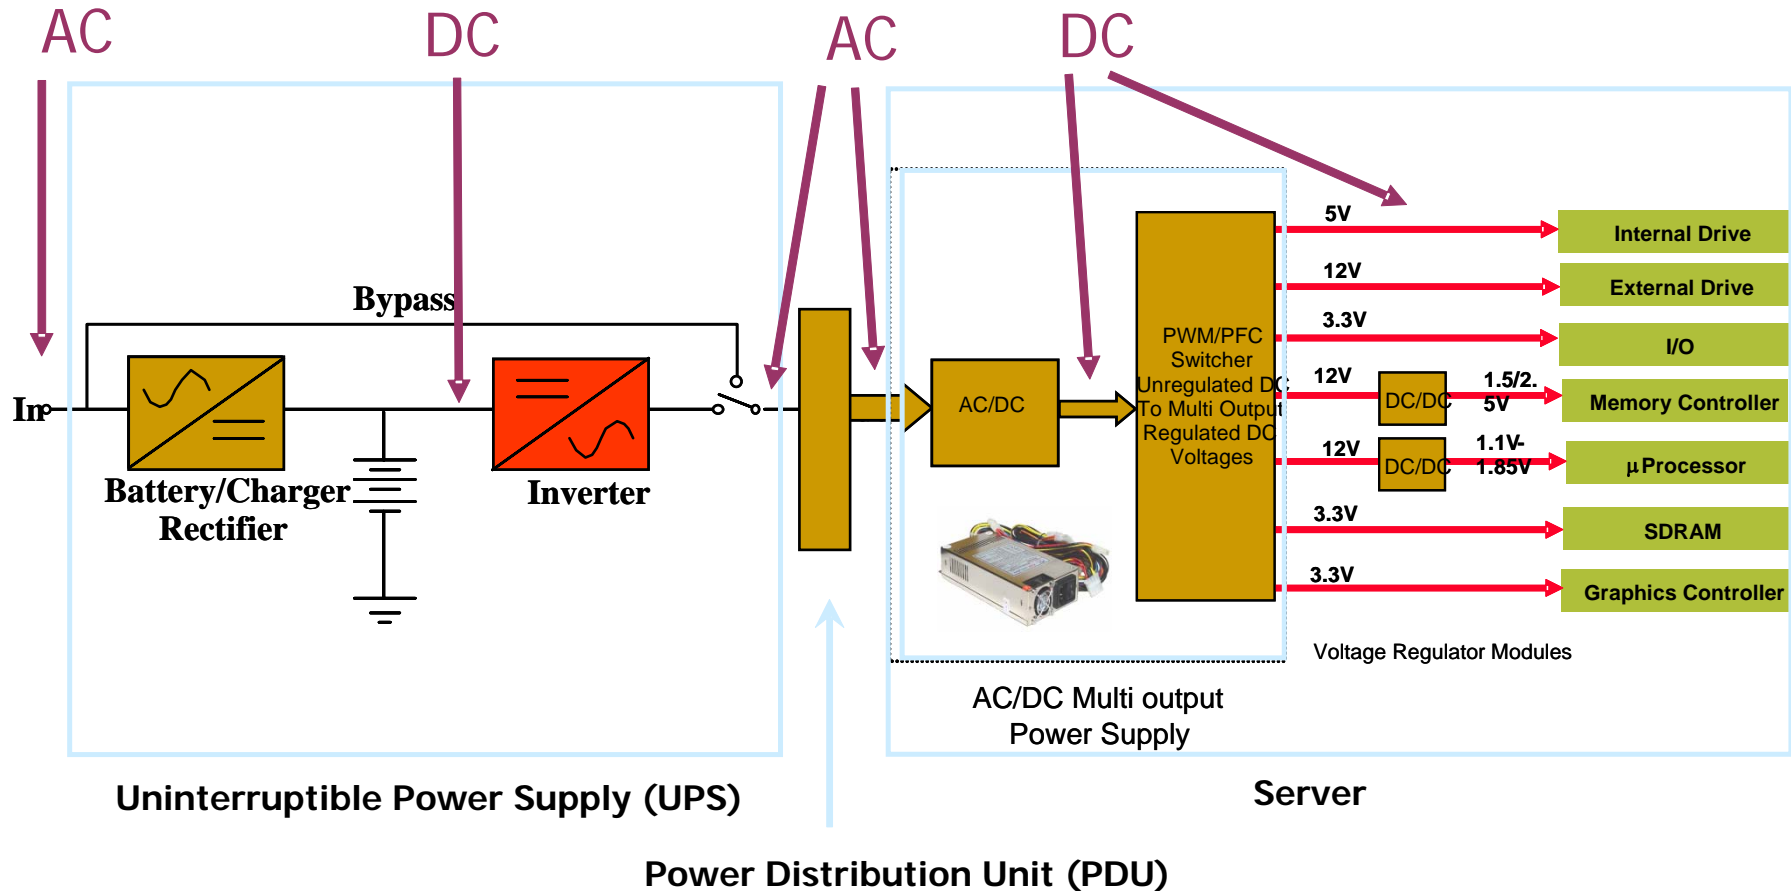 AC
DC
AC
DC
Bypass
In
Battery/Charger
Rectifier
Inverter
AC/DC
PWM/PFC
Switcher
Unregulated DC
To Multi Output
Regulated DC
Voltages
5V
Internal Drive
12V
External Drive
3.3V
I/O
12V
DC/DC
1.5/2.
5V
Memory Controller
12V
DC/DC
1.1V-
1.85V
µProcessor
3.3V
SDRAM
3.3V
Graphics Controller
Voltage Regulator Modules
AC/DC Multi output
Power Supply
Uninterruptible Power Supply (UPS)
Server
Power Distribution Unit (PDU)